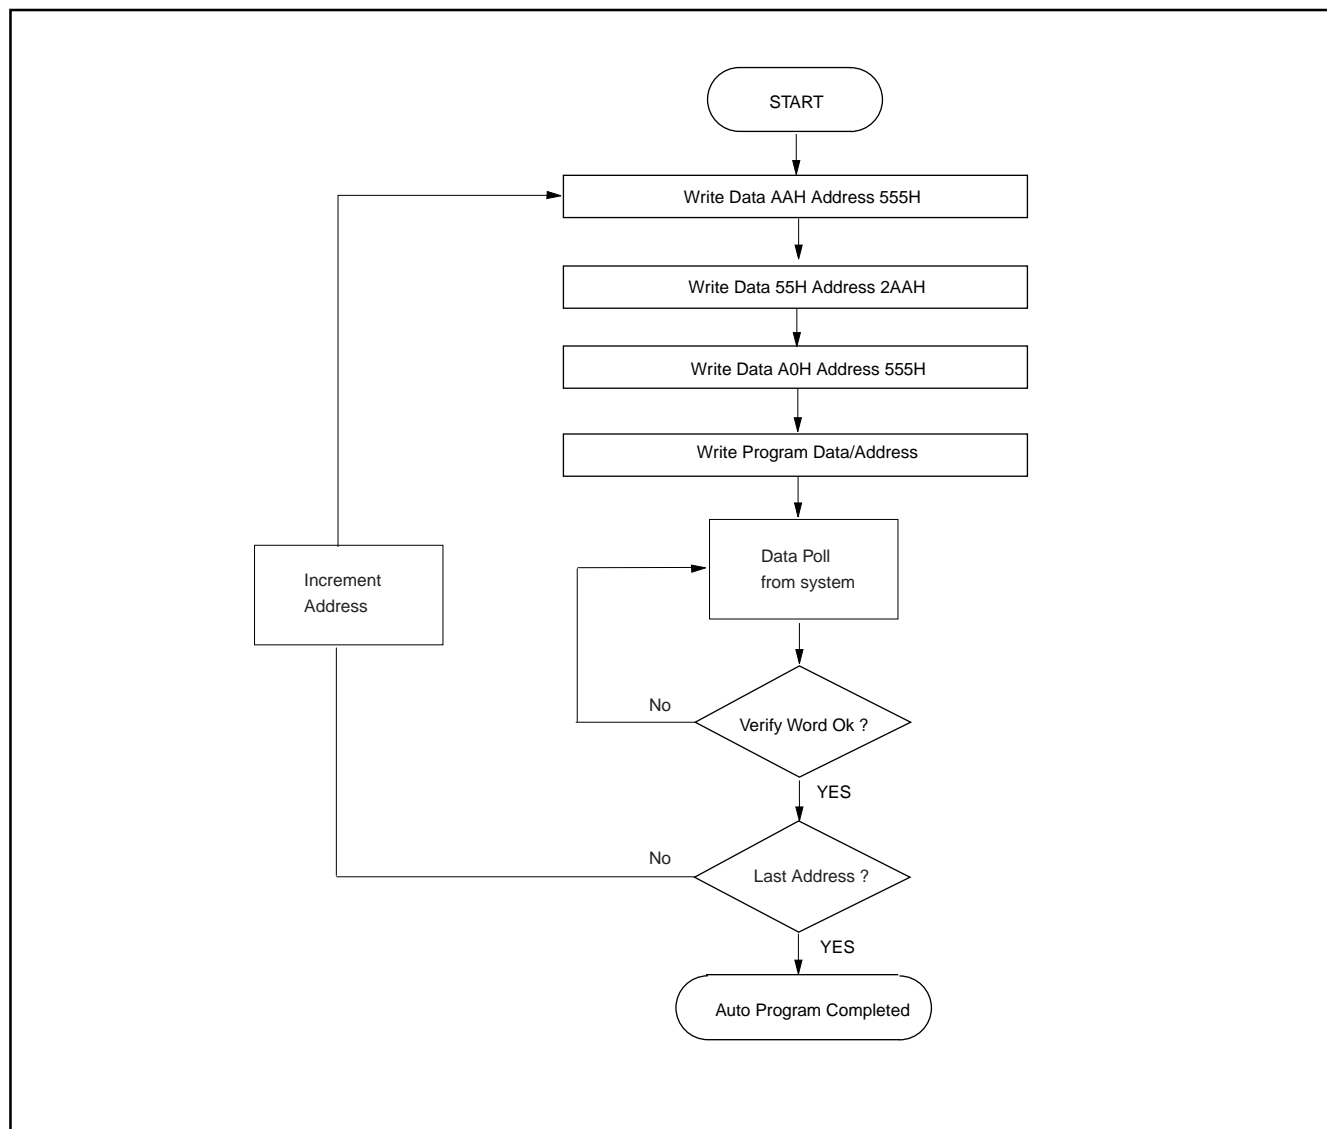 START
Write Data AAH Address 555H
Write Data 55H Address 2AAH
Write Data A0H Address 555H
Write Program Data/Address
Data Poll
from system
Increment
Address
No
Verify Word Ok ?
YES
No
Last Address ?
YES
Auto Program Completed